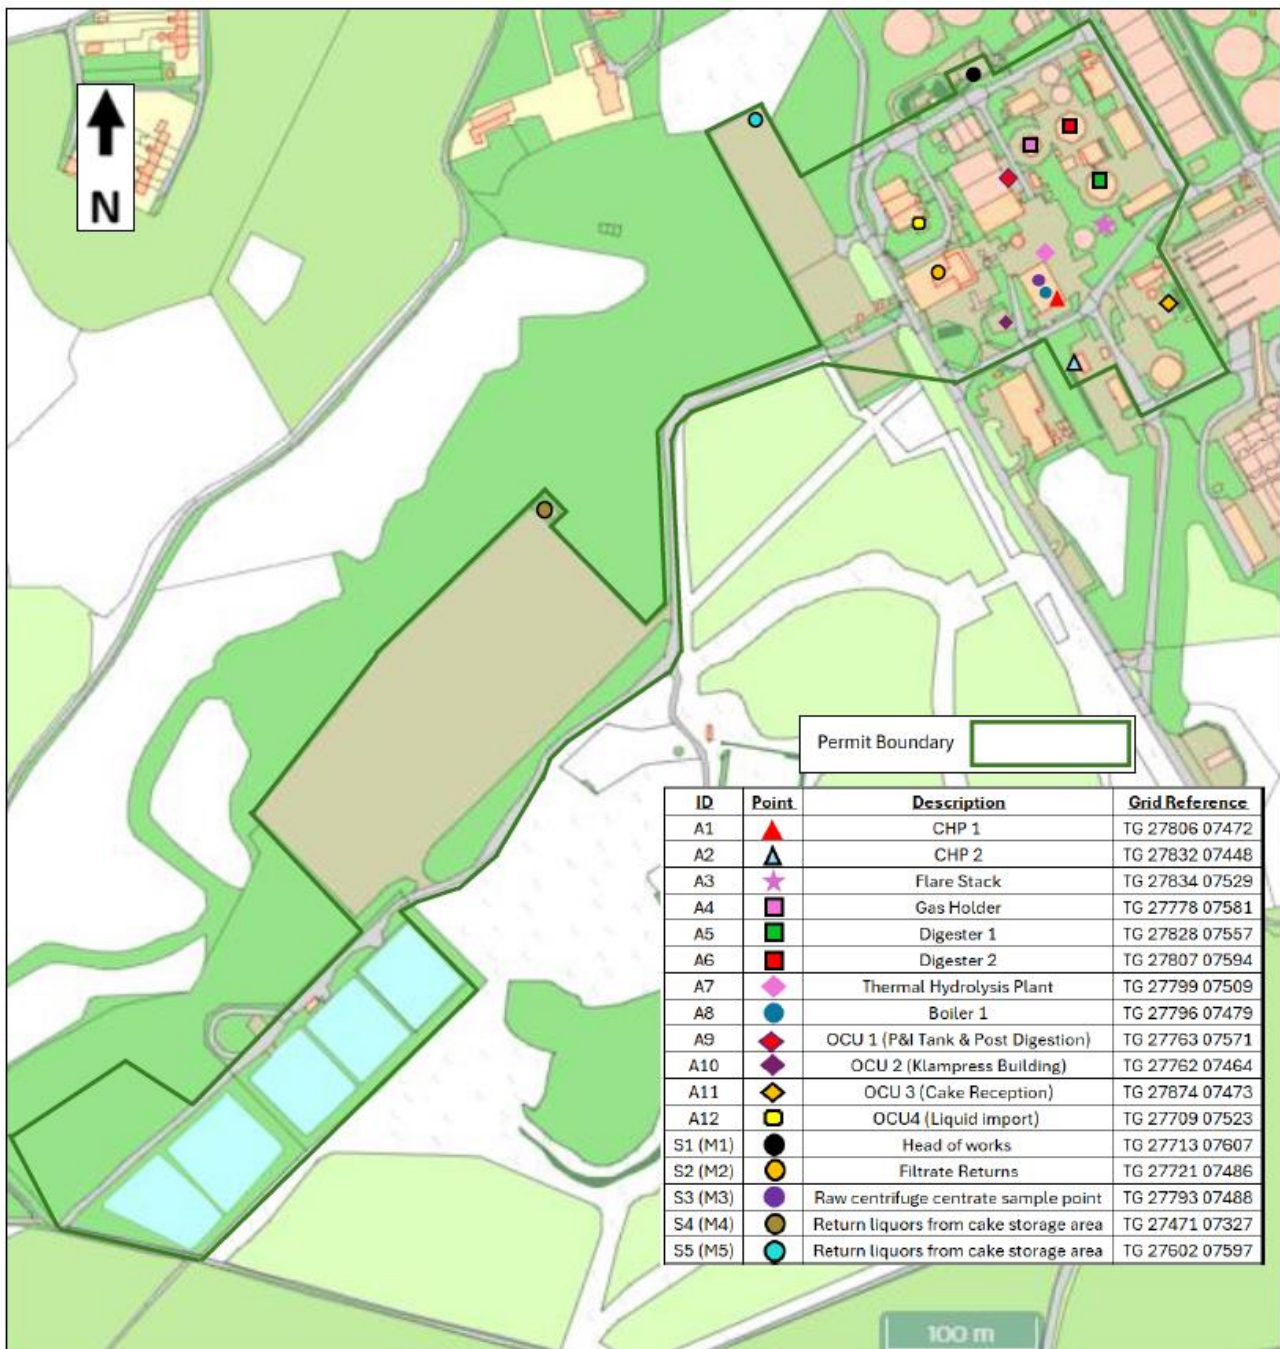 N
Permit Boundary
ID Point Description Grid Reference
A1 CHP 1 TG 27806 07472
A2 CHP 2 TG 27832 07448
A3 Flare Stack TG 27834 07529
A4 Gas Holder TG 27778 07581
A5 Digester 1 TG 27828 07557
A6 Digester 2 TG 27807 07594
A7 Thermal Hydrolysis Plant TG 27799 07509
A8 Boiler 1 TG 27796 07479
A9 OCU 1 (P&I Tank & Post Digestion) TG 27763 07571
A10 OCU 2 (Klampress Building) TG 27762 07464
A11 OCU 3 (Cake Reception) TG 27874 07473
A12 OCU4 (Liquid import) TG 27709 07523
S1 (M1) Head of works TG 27713 07607
S2 (M2) Filtrate Returns TG 27721 07486
S3 (M3) Raw centrifuge centrate sample point TG 27793 07488
S4 (M4) Return liquors from cake storage area TG 27471 07327
S5 (M5) Return liquors from cake storage area TG 27602 07597
100 m